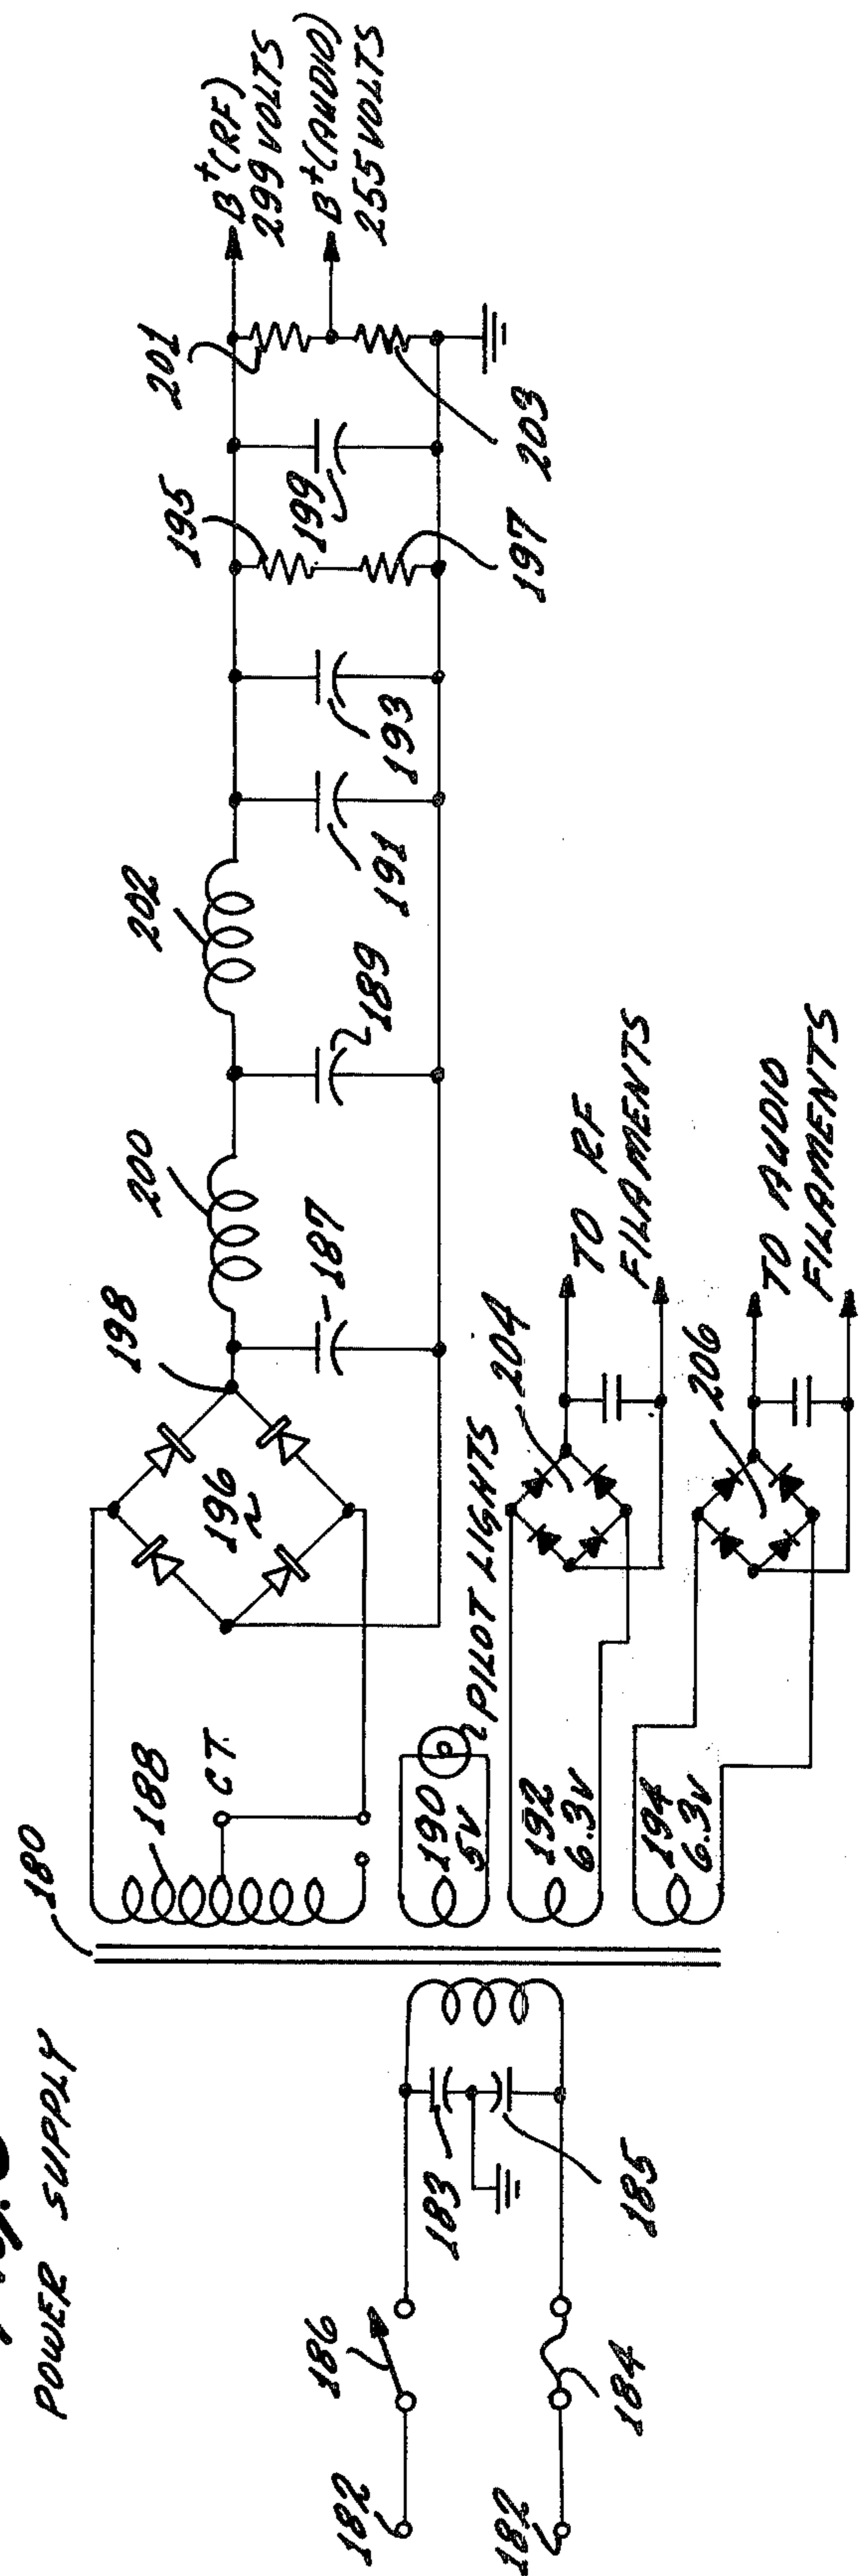 POWER SUPPLY
180
188
CT
198
196
200
202
187
189
191
193
195
197
199
201
203
B+(RF)
299 VOLTS
B+(AUDIO)
255 VOLTS
190
5V
P
PILOT LIGHTS
192
6.3V
204
TO RF
FILAMENTS
194
6.3V
206
TO AUDIO
FILAMENTS
182
186
183
185
184
182